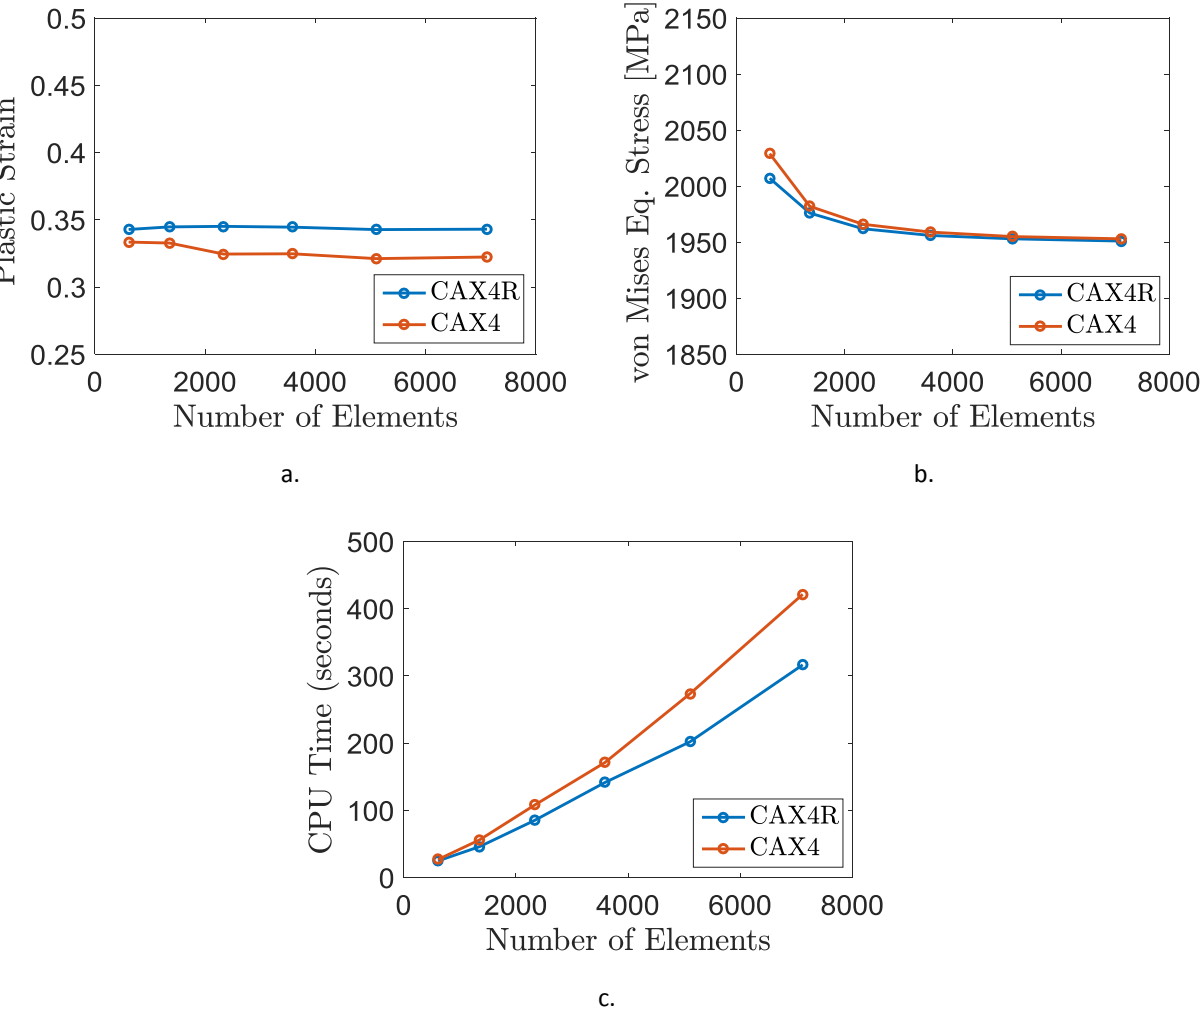 0.5
0.45
0.4
0.35
0.3
0.25
0 2000 4000 6000 8000
Plastic Strain
Number of Elements
CAX4R
CAX4
a.
2150
2100
2050
2000
1950
1900
1850
0 2000 4000 6000 8000
von Mises Eq. Stress [MPa]
Number of Elements
CAX4R
CAX4
b.
500
400
300
200
100
0
0 2000 4000 6000 8000
CPU Time (seconds)
Number of Elements
CAX4R
CAX4
c.